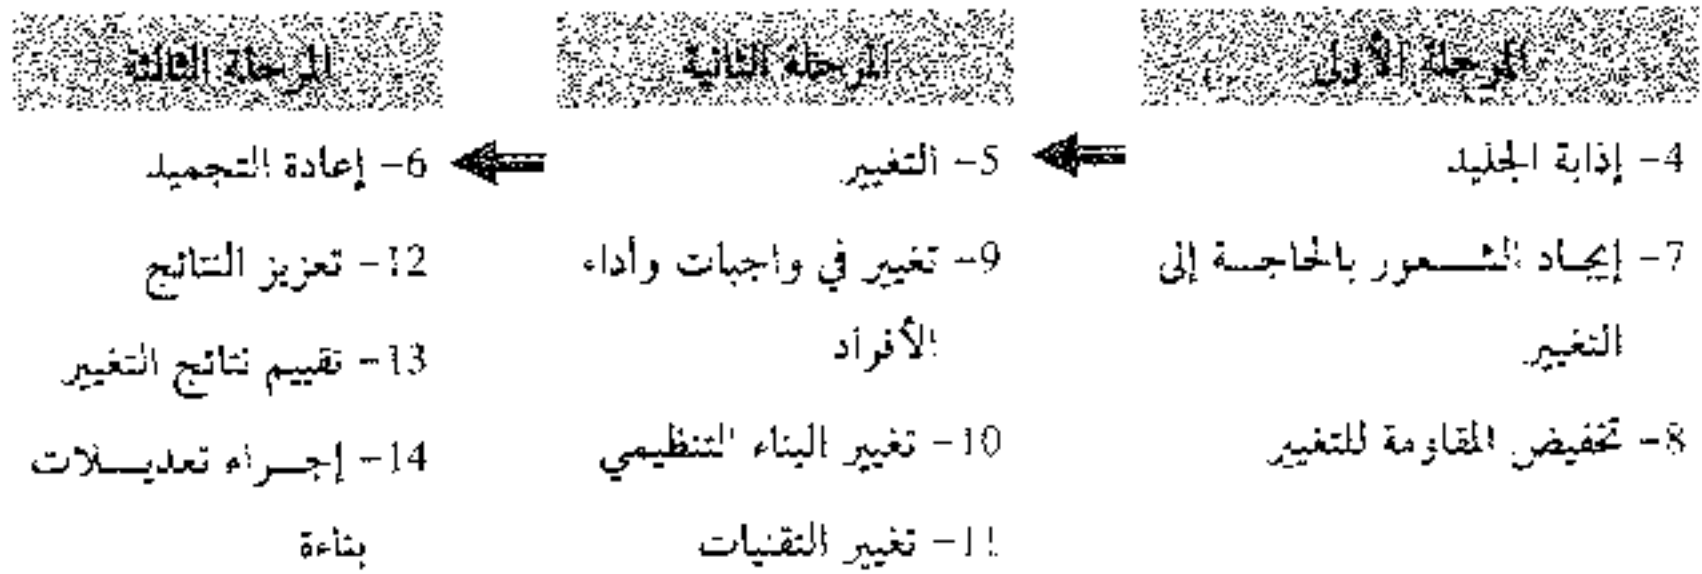 المرحلة الأولى
المرحلة الثانية
المرحلة الثالثة
4- إذابة الجليد
5- التغيير
6- إعادة التجميد
7- إيجاد الشعور بالحاجة إلى
التغيير
8- تخفيض المقاومة للتغيير
9- تغيير في واجبات وأداء
الأفراد
10- تغيير البناء التنظيمي
11- تغيير التقنيات
12- تعزيز النتائج
13- تقييم نتائج التغيير
14- إجراء تعديلات
بناءة